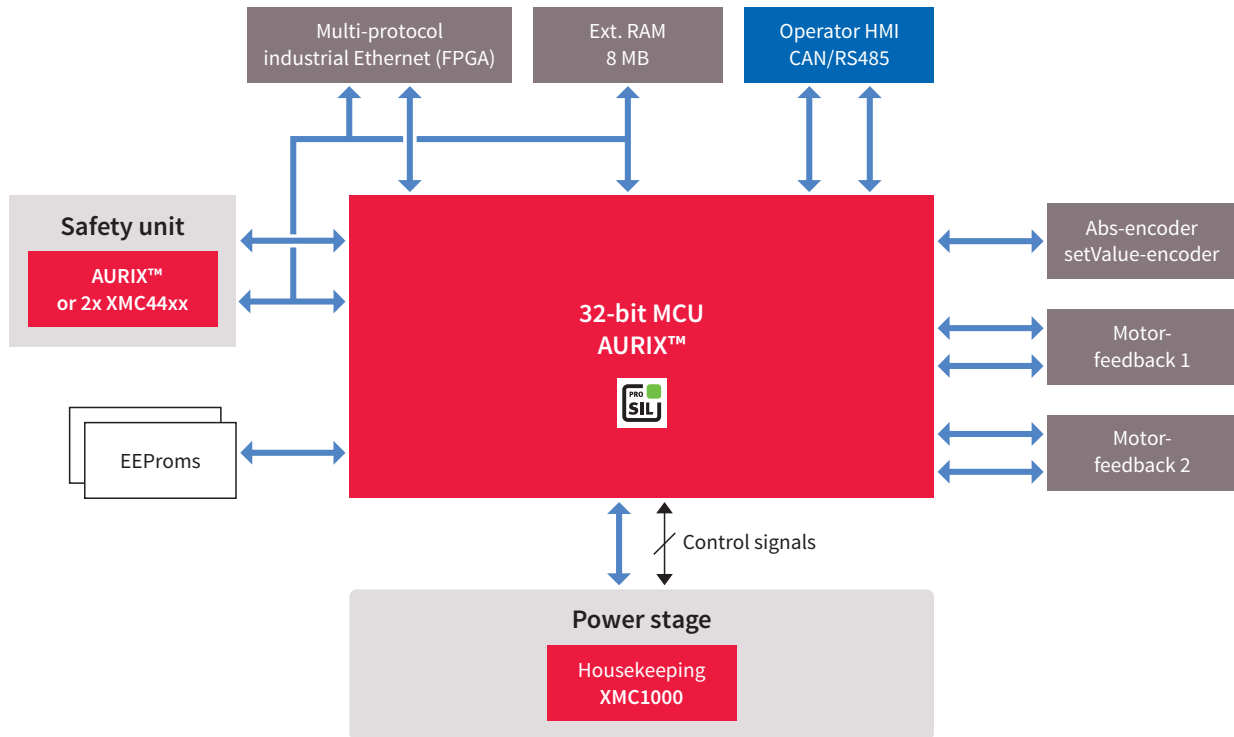 Multi-protocol
industrial Ethernet (FPGA)
Ext. RAM
8 MB
Operator HMI
CAN/RS485
Safety unit
AURIX™
or 2x XMC44xx
32-bit MCU
AURIX™
PRO
SIL
Abs-encoder
setValue-encoder
Motor-
feedback 1
Motor-
feedback 2
EEProms
Control signals
Power stage
Housekeeping
XMC1000